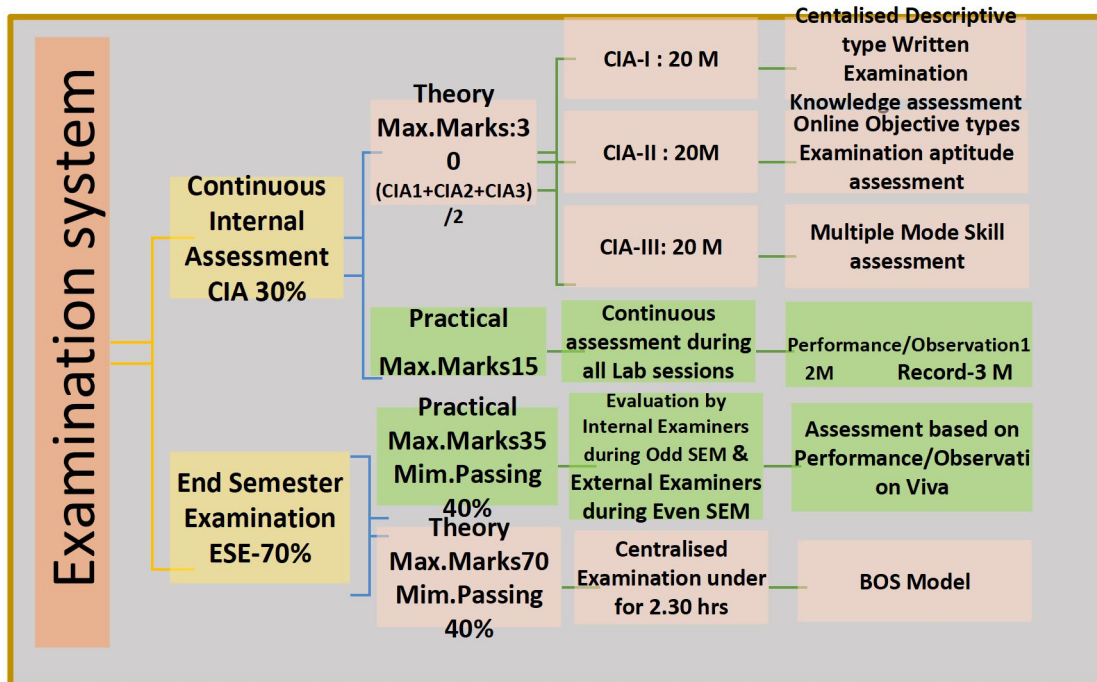 Examination system
Continuous
Internal
Assessment
CIA 30%
Theory
Max.Marks:3
0
(CIA1+CIA2+CIA3)
/2
CIA-I : 20 M
Centalised Descriptive
type Written
Examination
Knowledge assessment
CIA-II : 20M
Online Objective types
Examination aptitude
assessment
CIA-III: 20 M
Multiple Mode Skill
assessment
Practical
Max.Marks15
Continuous
assessment during
all Lab sessions
Performance/Observation1
2M Record-3 M
End Semester
Examination
ESE-70%
Practical
Max.Marks35
Mim.Passing
40%
Evaluation by
Internal Examiners
during Odd SEM &
External Examiners
during Even SEM
Assessment based on
Performance/Observati
on Viva
Theory
Max.Marks70
Mim.Passing
40%
Centralised
Examination under
for 2.30 hrs
BOS Model